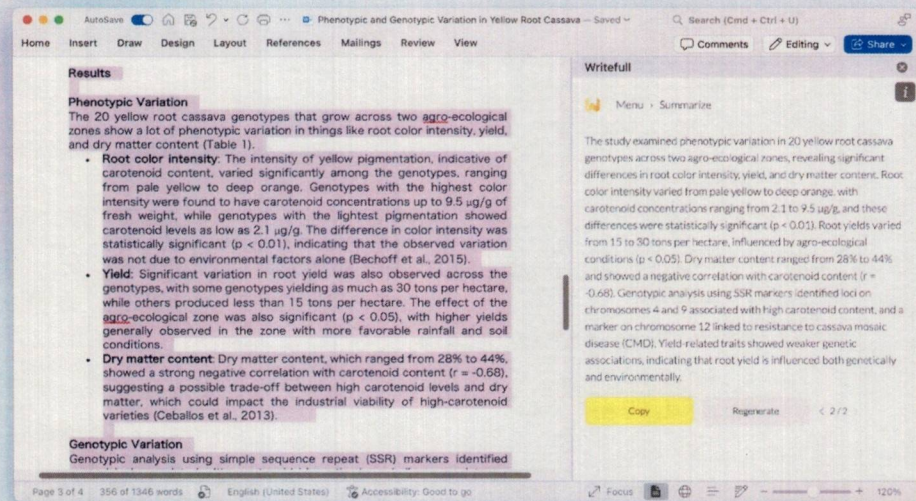 AutoSave
Phenotypic and Genotypic Variation in Yellow Root Cassava — Saved
Search (Cmd + Ctrl + U)
Home Insert Draw Design Layout References Mailings Review View
Comments Editing Share
Results
Phenotypic Variation
The 20 yellow root cassava genotypes that grow across two agro-ecological
zones show a lot of phenotypic variation in things like root color intensity, yield,
and dry matter content (Table 1).
• Root color intensity: The intensity of yellow pigmentation, indicative of
carotenoid content, varied significantly among the genotypes, ranging
from pale yellow to deep orange. Genotypes with the highest color
intensity were found to have carotenoid concentrations up to 9.5 µg/g of
fresh weight, while genotypes with the lightest pigmentation showed
carotenoid levels as low as 2.1 µg/g. The difference in color intensity was
statistically significant (p < 0.01), indicating that the observed variation
was not due to environmental factors alone (Bechoff et al., 2015).
• Yield: Significant variation in root yield was also observed across the
genotypes, with some genotypes yielding as much as 30 tons per hectare,
while others produced less than 15 tons per hectare. The effect of the
agro-ecological zone was also significant (p < 0.05), with higher yields
generally observed in the zone with more favorable rainfall and soil
conditions.
• Dry matter content: Dry matter content, which ranged from 28% to 44%,
showed a strong negative correlation with carotenoid content (r = -0.68),
suggesting a possible trade-off between high carotenoid levels and dry
matter, which could impact the industrial viability of high-carotenoid
varieties (Ceballos et al., 2013).
Genotypic Variation
Genotypic analysis using simple sequence repeat (SSR) markers identified
Writefull
Menu › Summarize
The study examined phenotypic variation in 20 yellow root cassava
genotypes across two agro-ecological zones, revealing significant
differences in root color intensity, yield, and dry matter content. Root
color intensity varied from pale yellow to deep orange, with
carotenoid concentrations ranging from 2.1 to 9.5 µg/g, and these
differences were statistically significant (p < 0.01). Root yields varied
from 15 to 30 tons per hectare, influenced by agro-ecological
conditions (p < 0.05). Dry matter content ranged from 28% to 44%
and showed a negative correlation with carotenoid content (r =
-0.68). Genotypic analysis using SSR markers identified loci on
chromosomes 4 and 9 associated with high carotenoid content, and a
marker on chromosome 12 linked to resistance to cassava mosaic
disease (CMD). Yield-related traits showed weaker genetic
associations, indicating that root yield is influenced both genetically
and environmentally.
Copy Regenerate < 2/2
Page 3 of 4 356 of 1346 words English (United States) Accessibility: Good to go Focus 120%